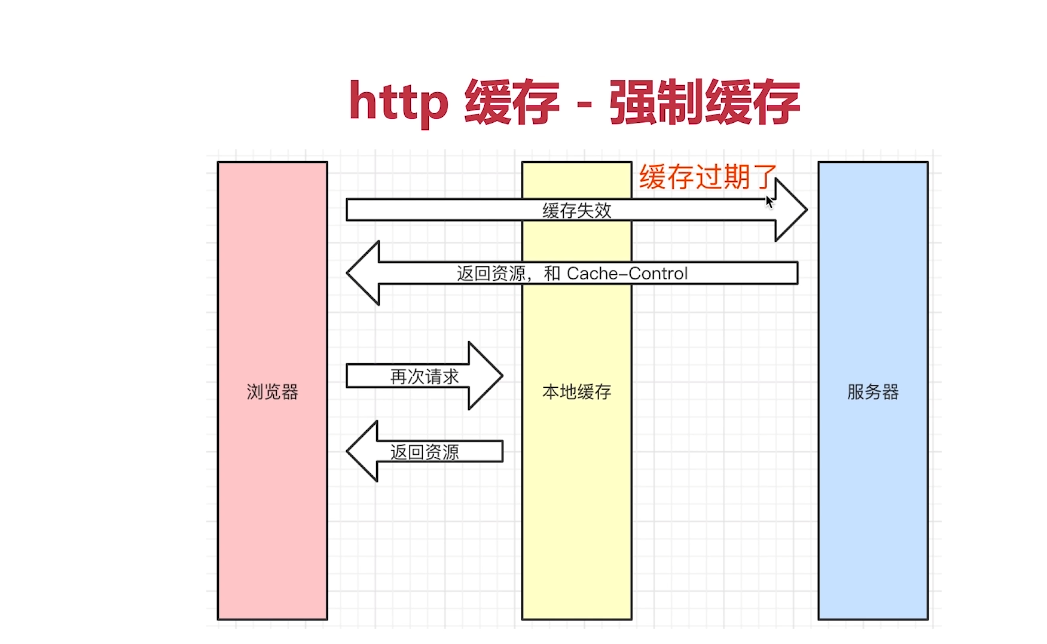 http 缓存 - 强制缓存
缓存过期了
缓存失效
返回资源，和 Cache-Control
再次请求
浏览器
本地缓存
服务器
返回资源